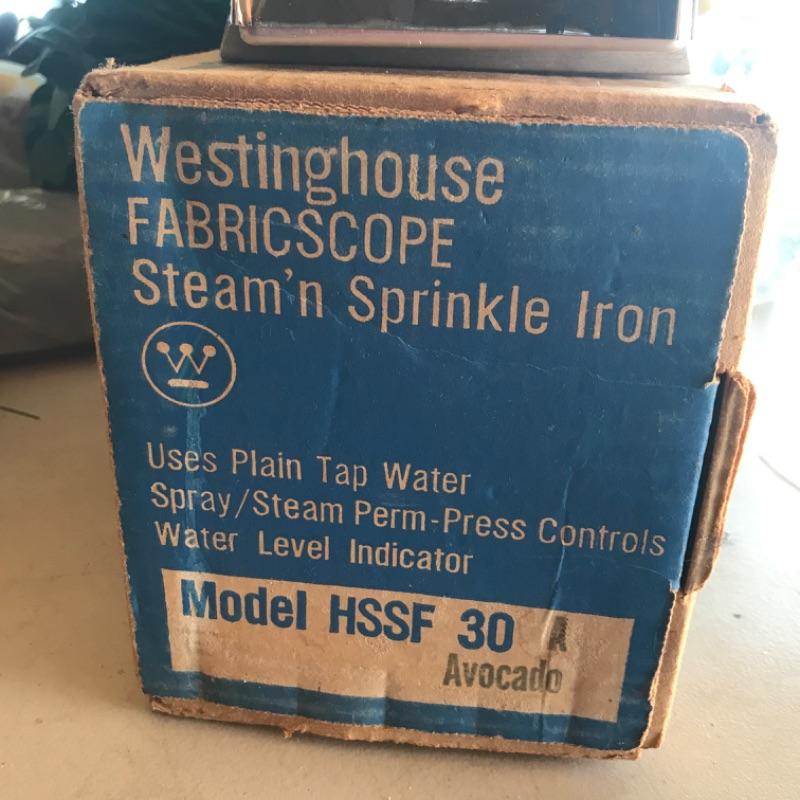 Westinghouse
FABRICSCOPE
Steam'n Sprinkle Iron
W
Uses Plain Tap Water
Spray/Steam Perm-Press Controls
Water Level Indicator
Model HSSF 30 A
Avocado